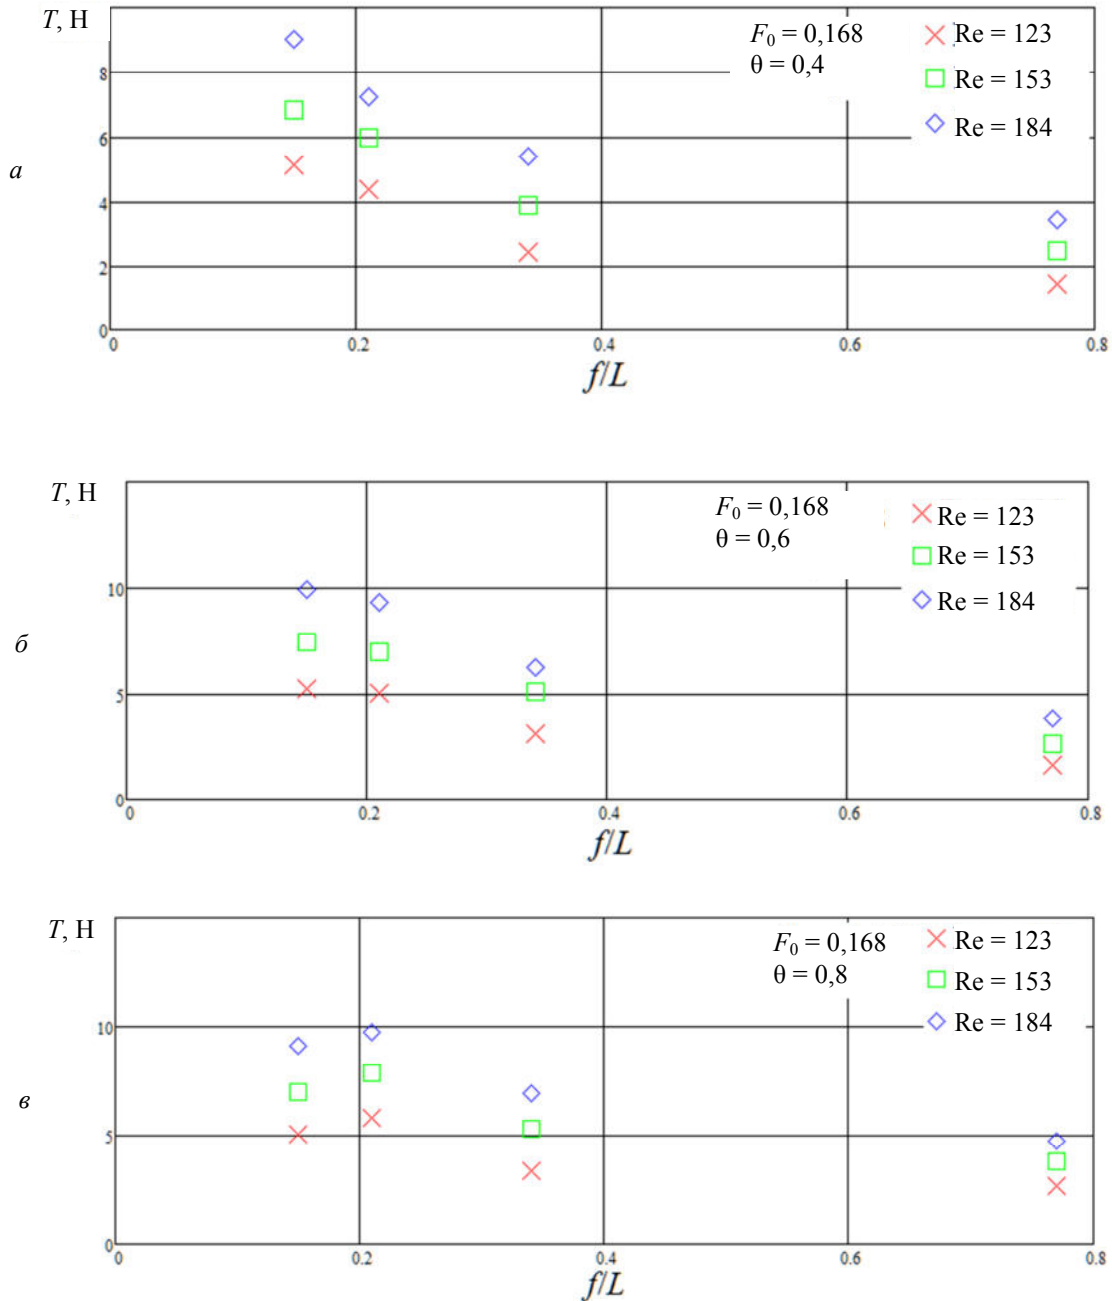 T, Н
F0 = 0,168
θ = 0,4
Re = 123
Re = 153
Re = 184
8
6
4
2
0
0 0.2 0.4 0.6 0.8
f/L
а
T, Н
F0 = 0,168
θ = 0,6
Re = 123
Re = 153
Re = 184
10
5
0
0 0.2 0.4 0.6 0.8
f/L
б
T, Н
F0 = 0,168
θ = 0,8
Re = 123
Re = 153
Re = 184
10
5
0
0 0.2 0.4 0.6 0.8
f/L
в